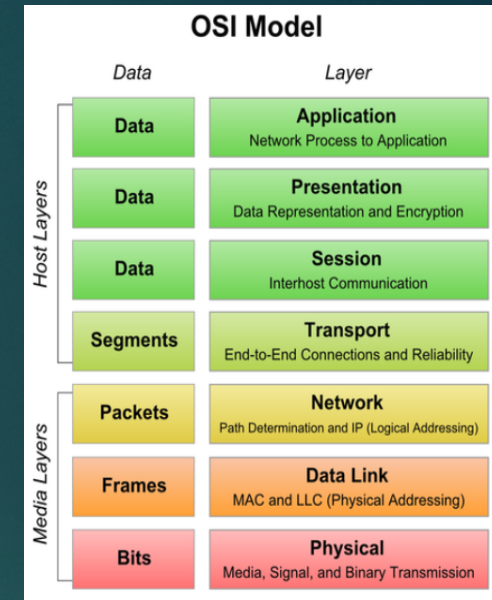 OSI Model
Data Layer
Host Layers
Data
Application
Network Process to Application
Data
Presentation
Data Representation and Encryption
Data
Session
Interhost Communication
Segments
Transport
End-to-End Connections and Reliability
Media Layers
Packets
Network
Path Determination and IP (Logical Addressing)
Frames
Data Link
MAC and LLC (Physical Addressing)
Bits
Physical
Media, Signal, and Binary Transmission